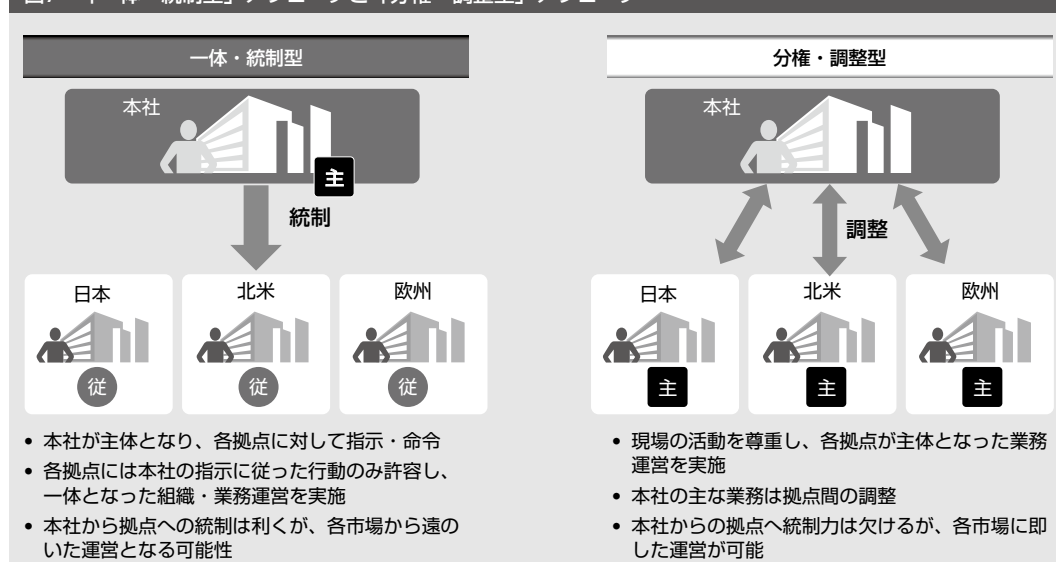 一体・統制型
本社
主
統制
日本
北米
欧州
従
従
従
• 本社が主体となり、各拠点に対して指示・命令
• 各拠点には本社の指示に従った行動のみ許容し、
一体となった組織・業務運営を実施
• 本社から拠点への統制は利くが、各市場から遠の
いた運営となる可能性
分権・調整型
本社
調整
日本
北米
欧州
主
主
主
• 現場の活動を尊重し、各拠点が主体となった業務
運営を実施
• 本社の主な業務は拠点間の調整
• 本社からの拠点へ統制力は欠けるが、各市場に即
した運営が可能